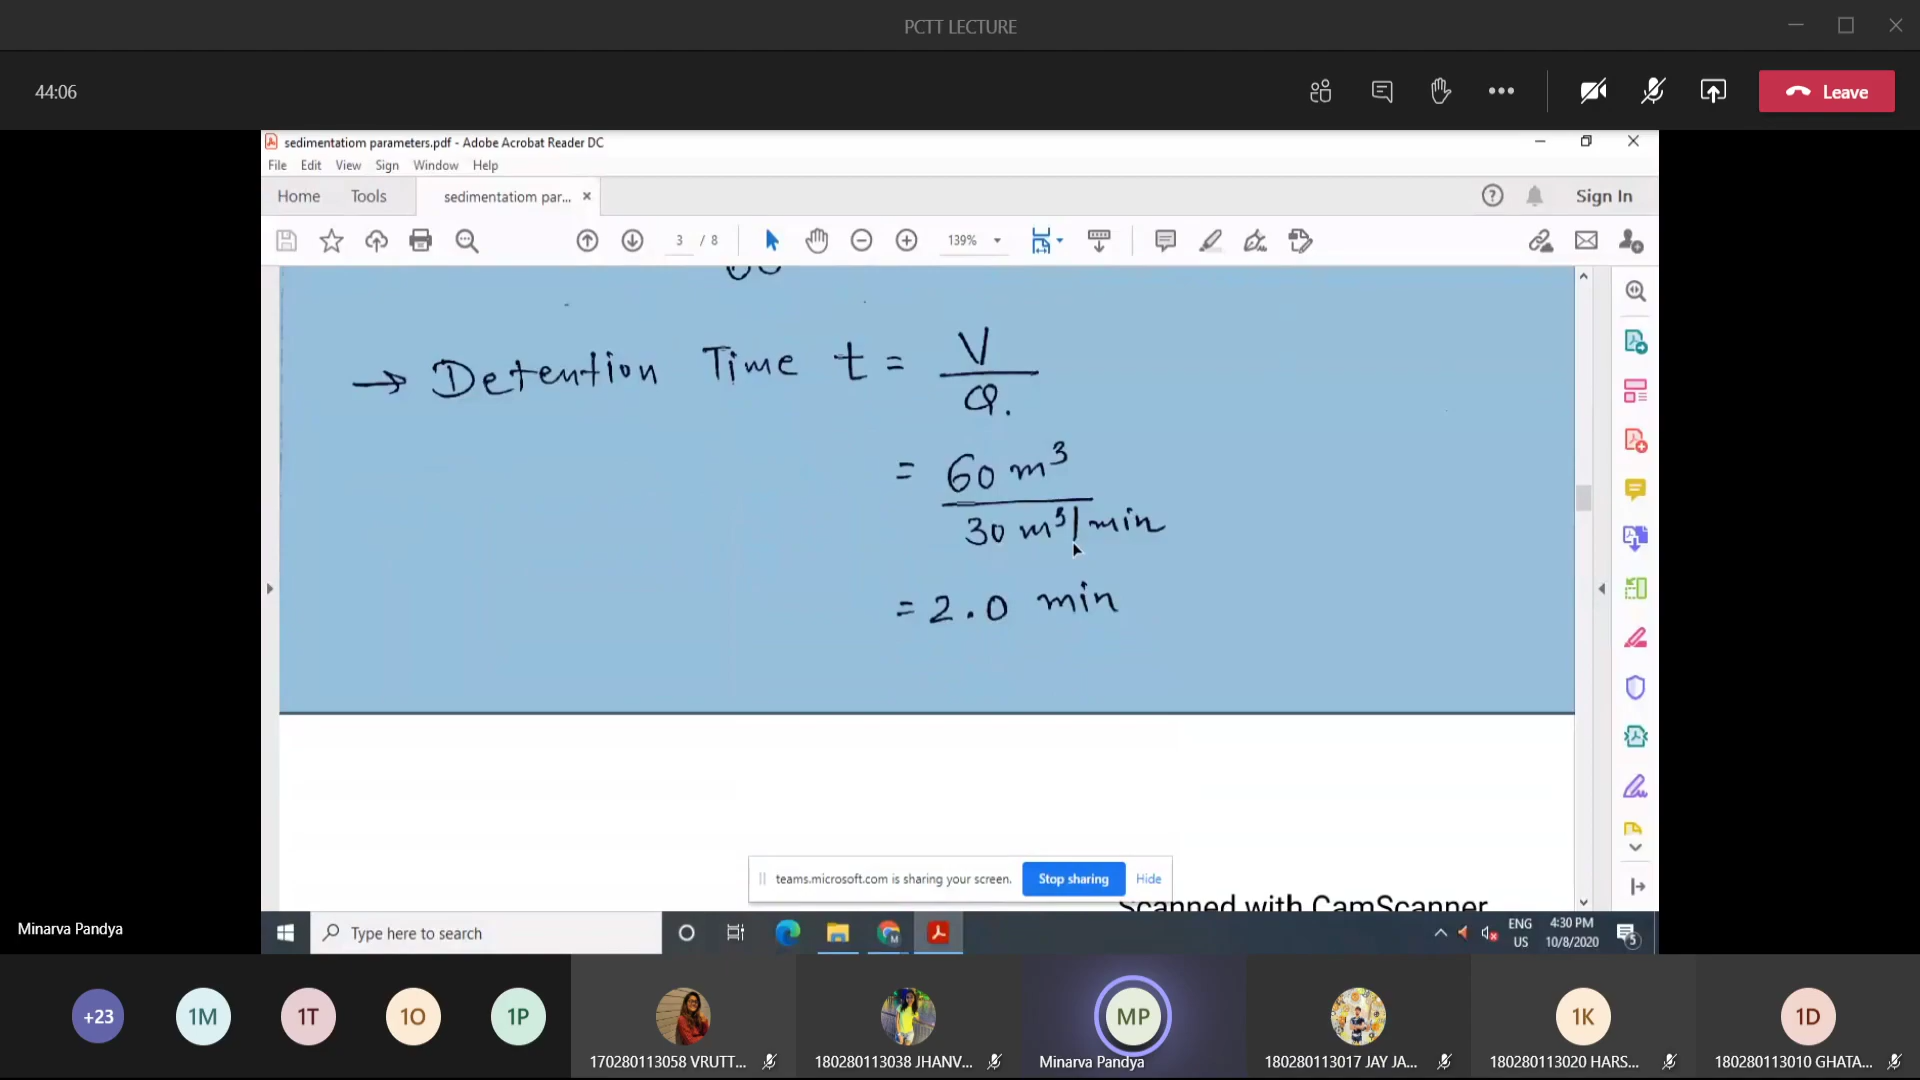 PCTT LECTURE
44:06
Leave
sedimentatiom parameters.pdf - Adobe Acrobat Reader DC
File Edit View Sign Window Help
Home Tools sedimentatiom par... × Sign In
3 / 8 139%
→ Detention Time t = V
Q.
= 60 m³
30 m³/min
= 2.0 min
teams.microsoft.com is sharing your screen. Stop sharing Hide
Scanned with CamScanner
Minarva Pandya
Type here to search
ENG
US
4:30 PM
10/8/2020
5
+23 1M 1T 1O 1P MP 1K 1D
170280113058 VRUTT... 180280113038 JHANV... Minarva Pandya 180280113017 JAY JA... 180280113020 HARS... 180280113010 GHATA...